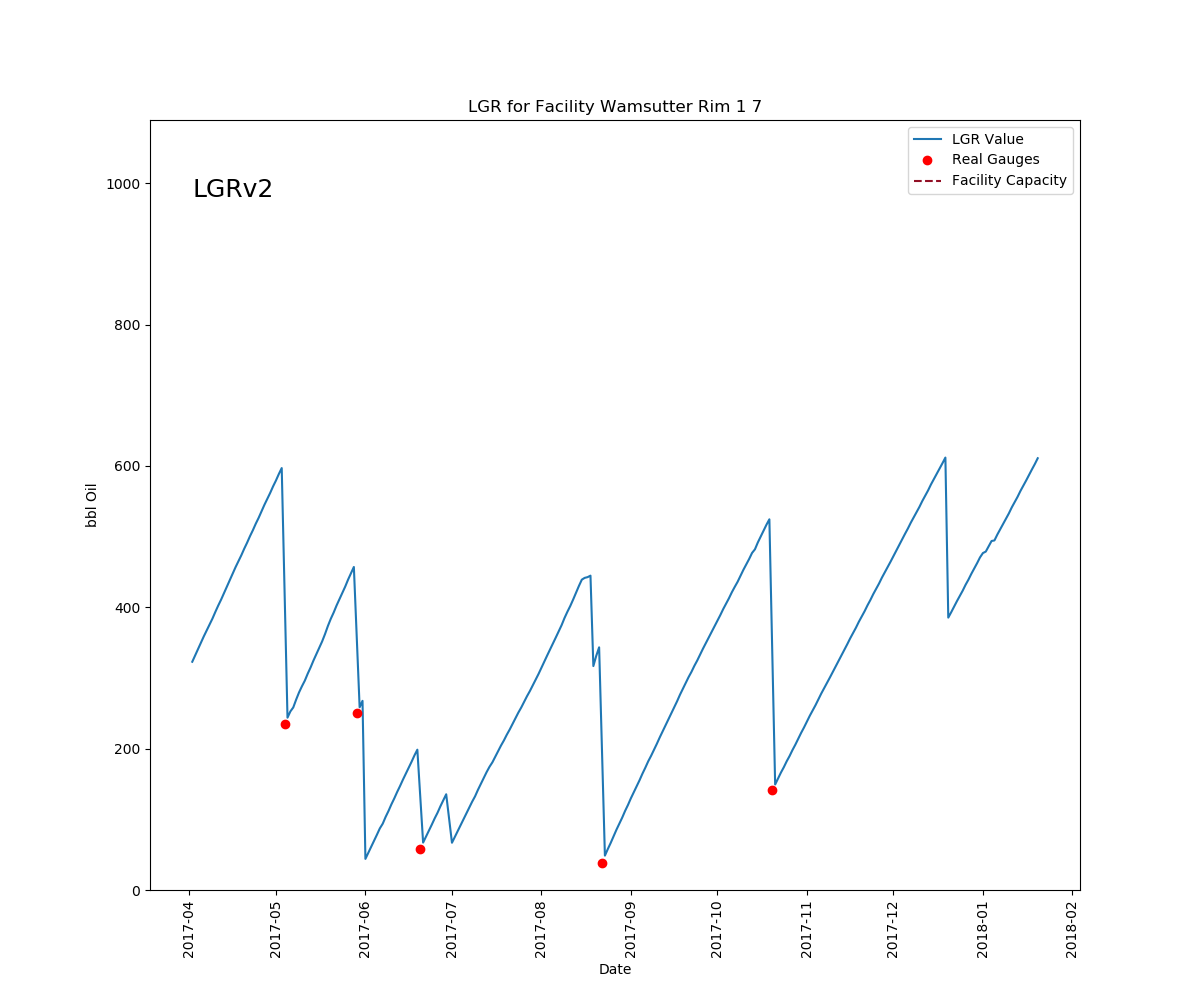 LGR for Facility Wamsutter Rim 1 7
LGRv2
LGR Value
Real Gauges
Facility Capacity
bbl Oil
1000
800
600
400
200
0
2017-04
2017-05
2017-06
2017-07
2017-08
2017-09
2017-10
2017-11
2017-12
2018-01
2018-02
Date